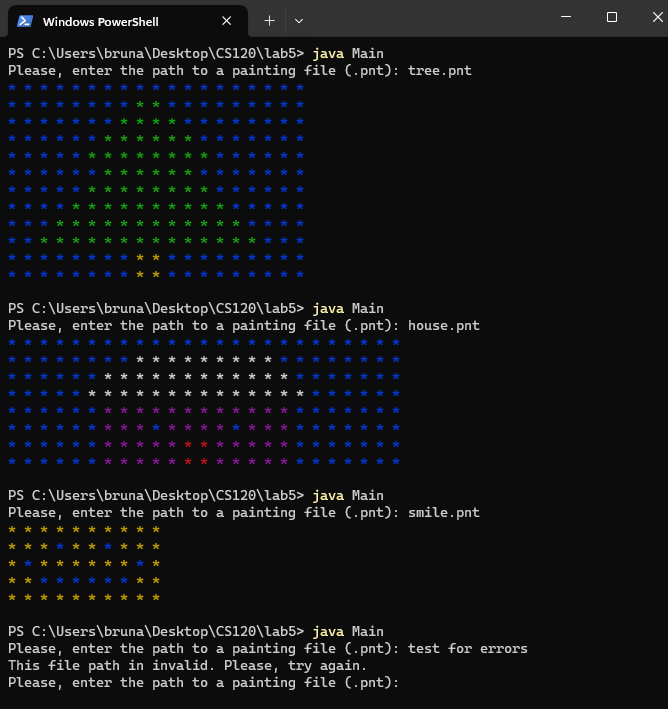 Windows PowerShell
PS C:\Users\bruna\Desktop\CS120\lab5> java Main
Please, enter the path to a painting file (.pnt): tree.pnt
* * * * * * * * * * * * * * * * * * *
* * * * * * * * * * * * * * * * * * *
* * * * * * * * * * * * * * * * * * *
* * * * * * * * * * * * * * * * * * *
* * * * * * * * * * * * * * * * * * *
* * * * * * * * * * * * * * * * * * *
* * * * * * * * * * * * * * * * * * *
* * * * * * * * * * * * * * * * * * *
* * * * * * * * * * * * * * * * * * *
* * * * * * * * * * * * * * * * * * *
* * * * * * * * * * * * * * * * * * *
* * * * * * * * * * * * * * * * * * *
PS C:\Users\bruna\Desktop\CS120\lab5> java Main
Please, enter the path to a painting file (.pnt): house.pnt
* * * * * * * * * * * * * * * * * * * * * * * * *
* * * * * * * * * * * * * * * * * * * * * * * * *
* * * * * * * * * * * * * * * * * * * * * * * * *
* * * * * * * * * * * * * * * * * * * * * * * * *
* * * * * * * * * * * * * * * * * * * * * * * * *
* * * * * * * * * * * * * * * * * * * * * * * * *
* * * * * * * * * * * * * * * * * * * * * * * * *
* * * * * * * * * * * * * * * * * * * * * * * * *
PS C:\Users\bruna\Desktop\CS120\lab5> java Main
Please, enter the path to a painting file (.pnt): smile.pnt
* * * * * * * * * *
* * * * * * * * * *
* * * * * * * * * *
* * * * * * * * * *
* * * * * * * * * *
PS C:\Users\bruna\Desktop\CS120\lab5> java Main
Please, enter the path to a painting file (.pnt): test for errors
This file path in invalid. Please, try again.
Please, enter the path to a painting file (.pnt):